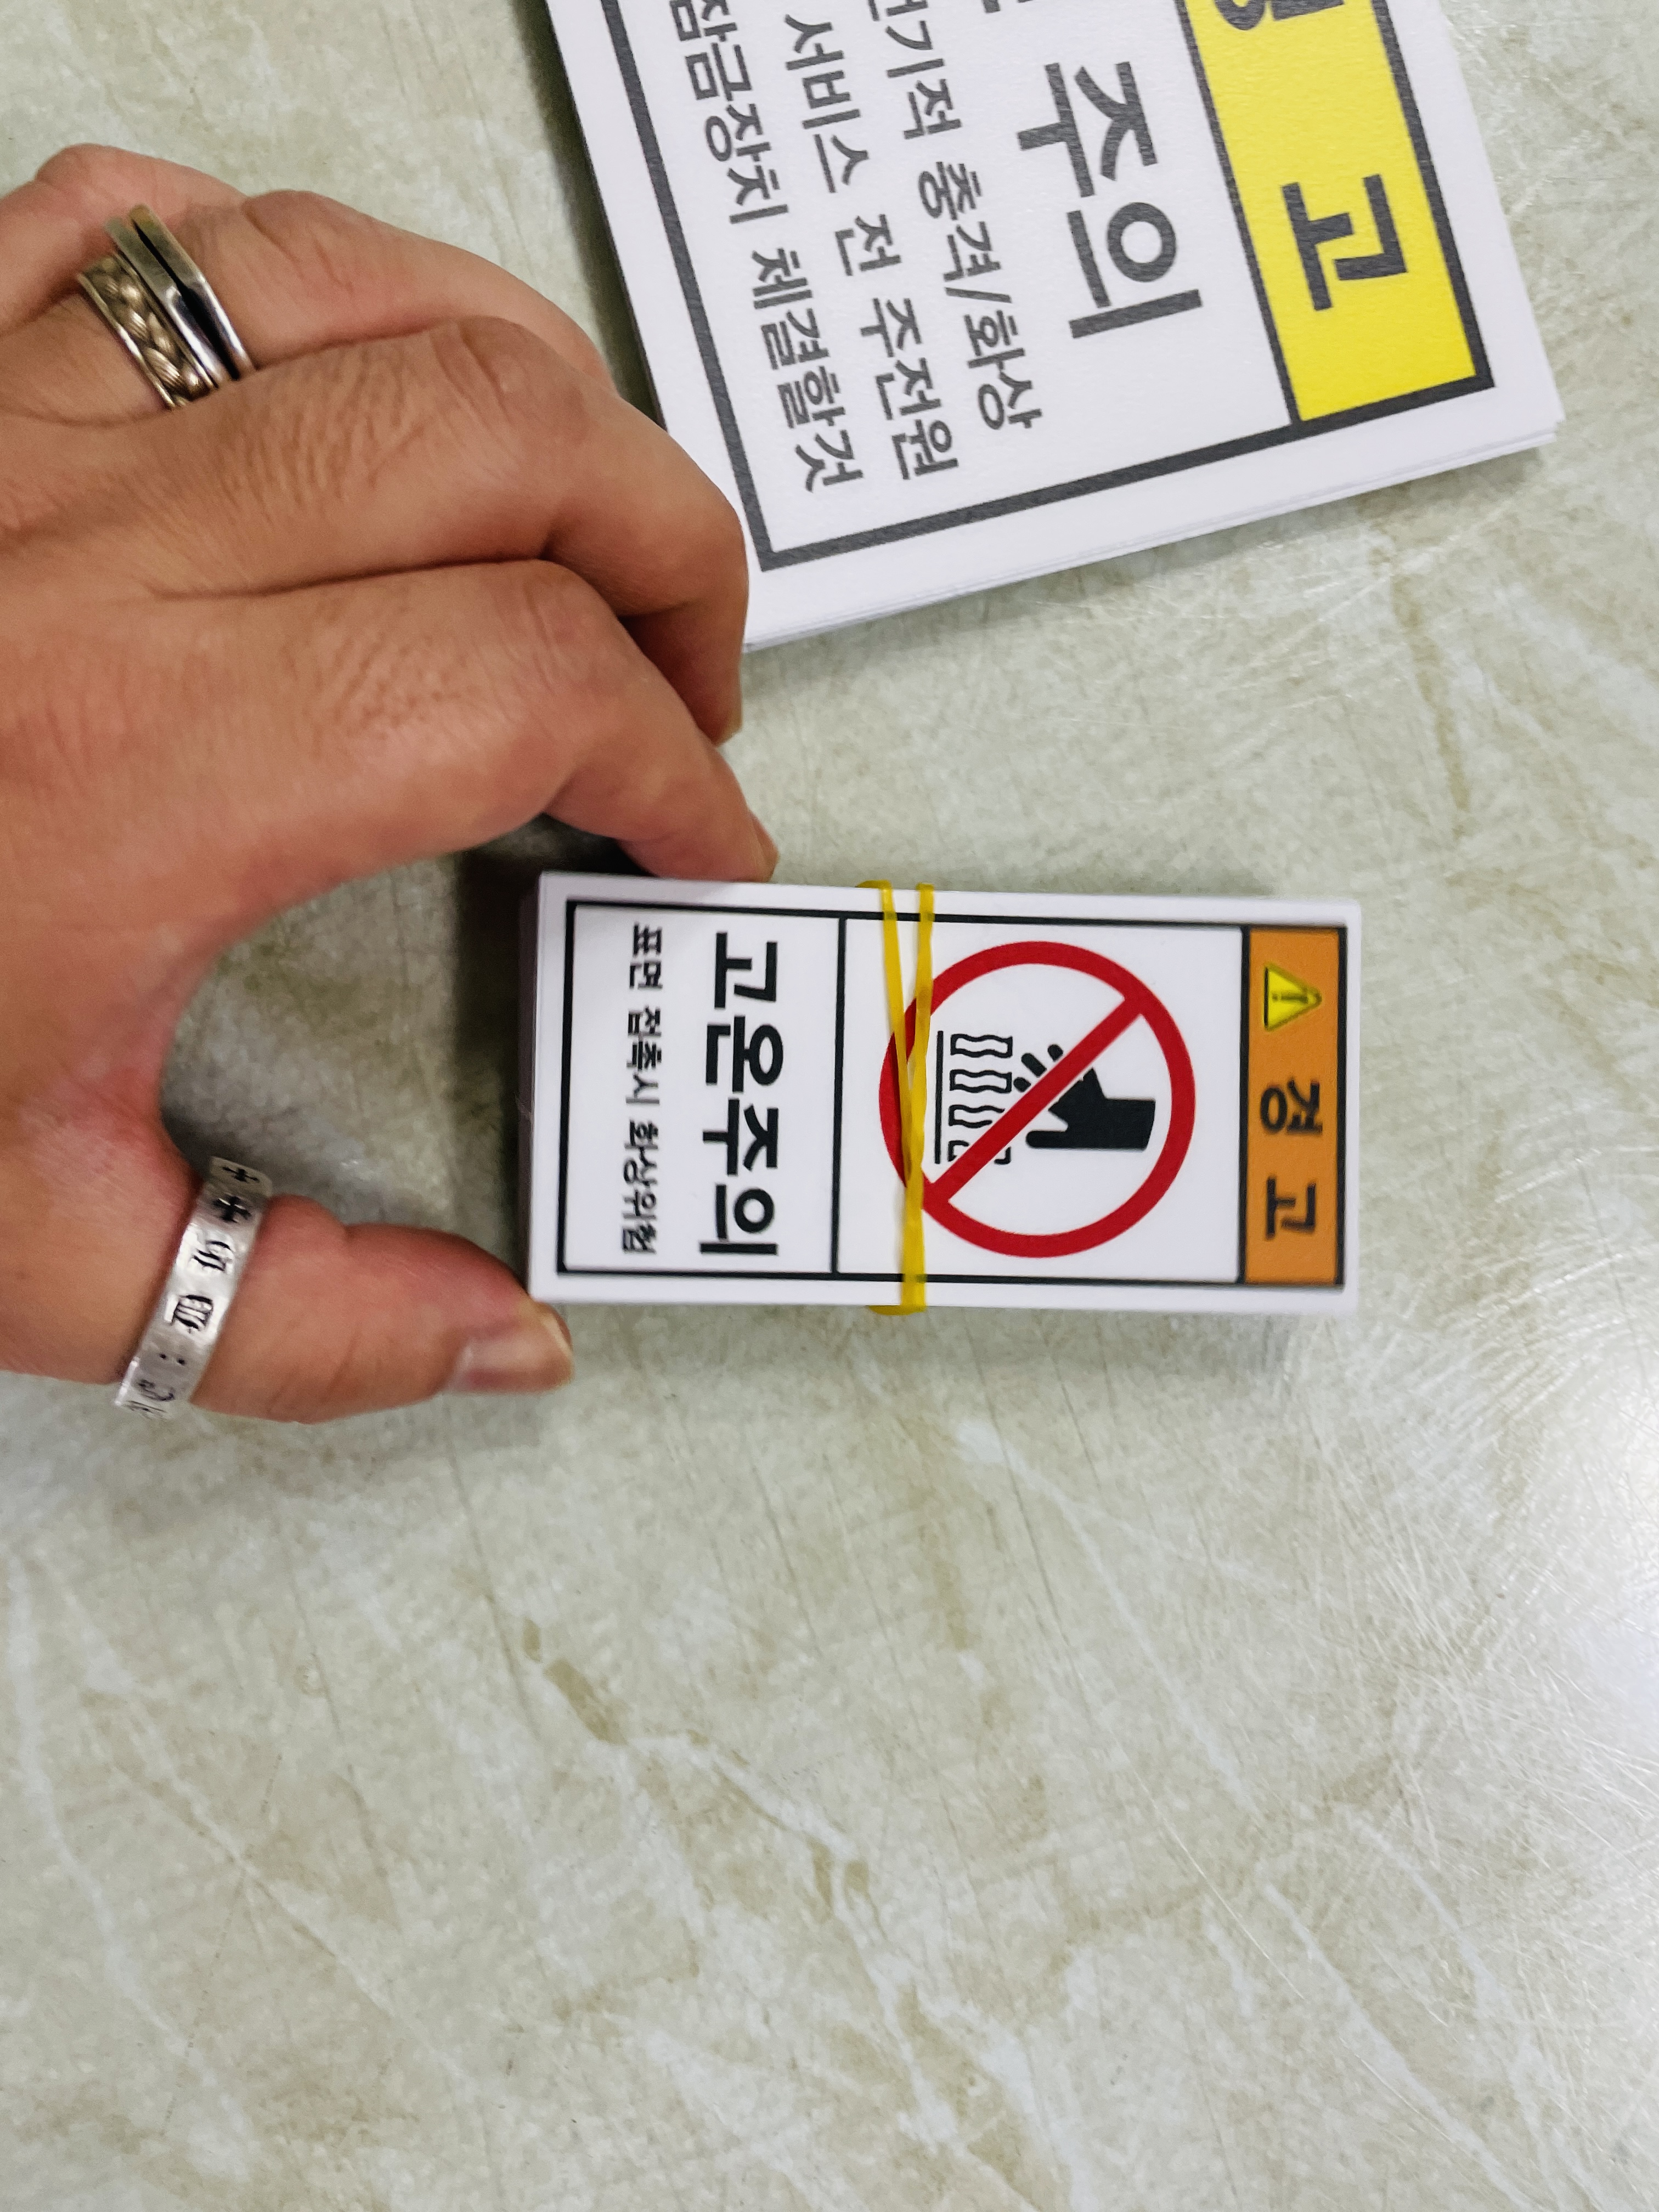 고
주의
전기적 충격/화상
서비스 전 주전원
잠금장치 체결할것
경고
고온주의
표면 접촉시 화상위험